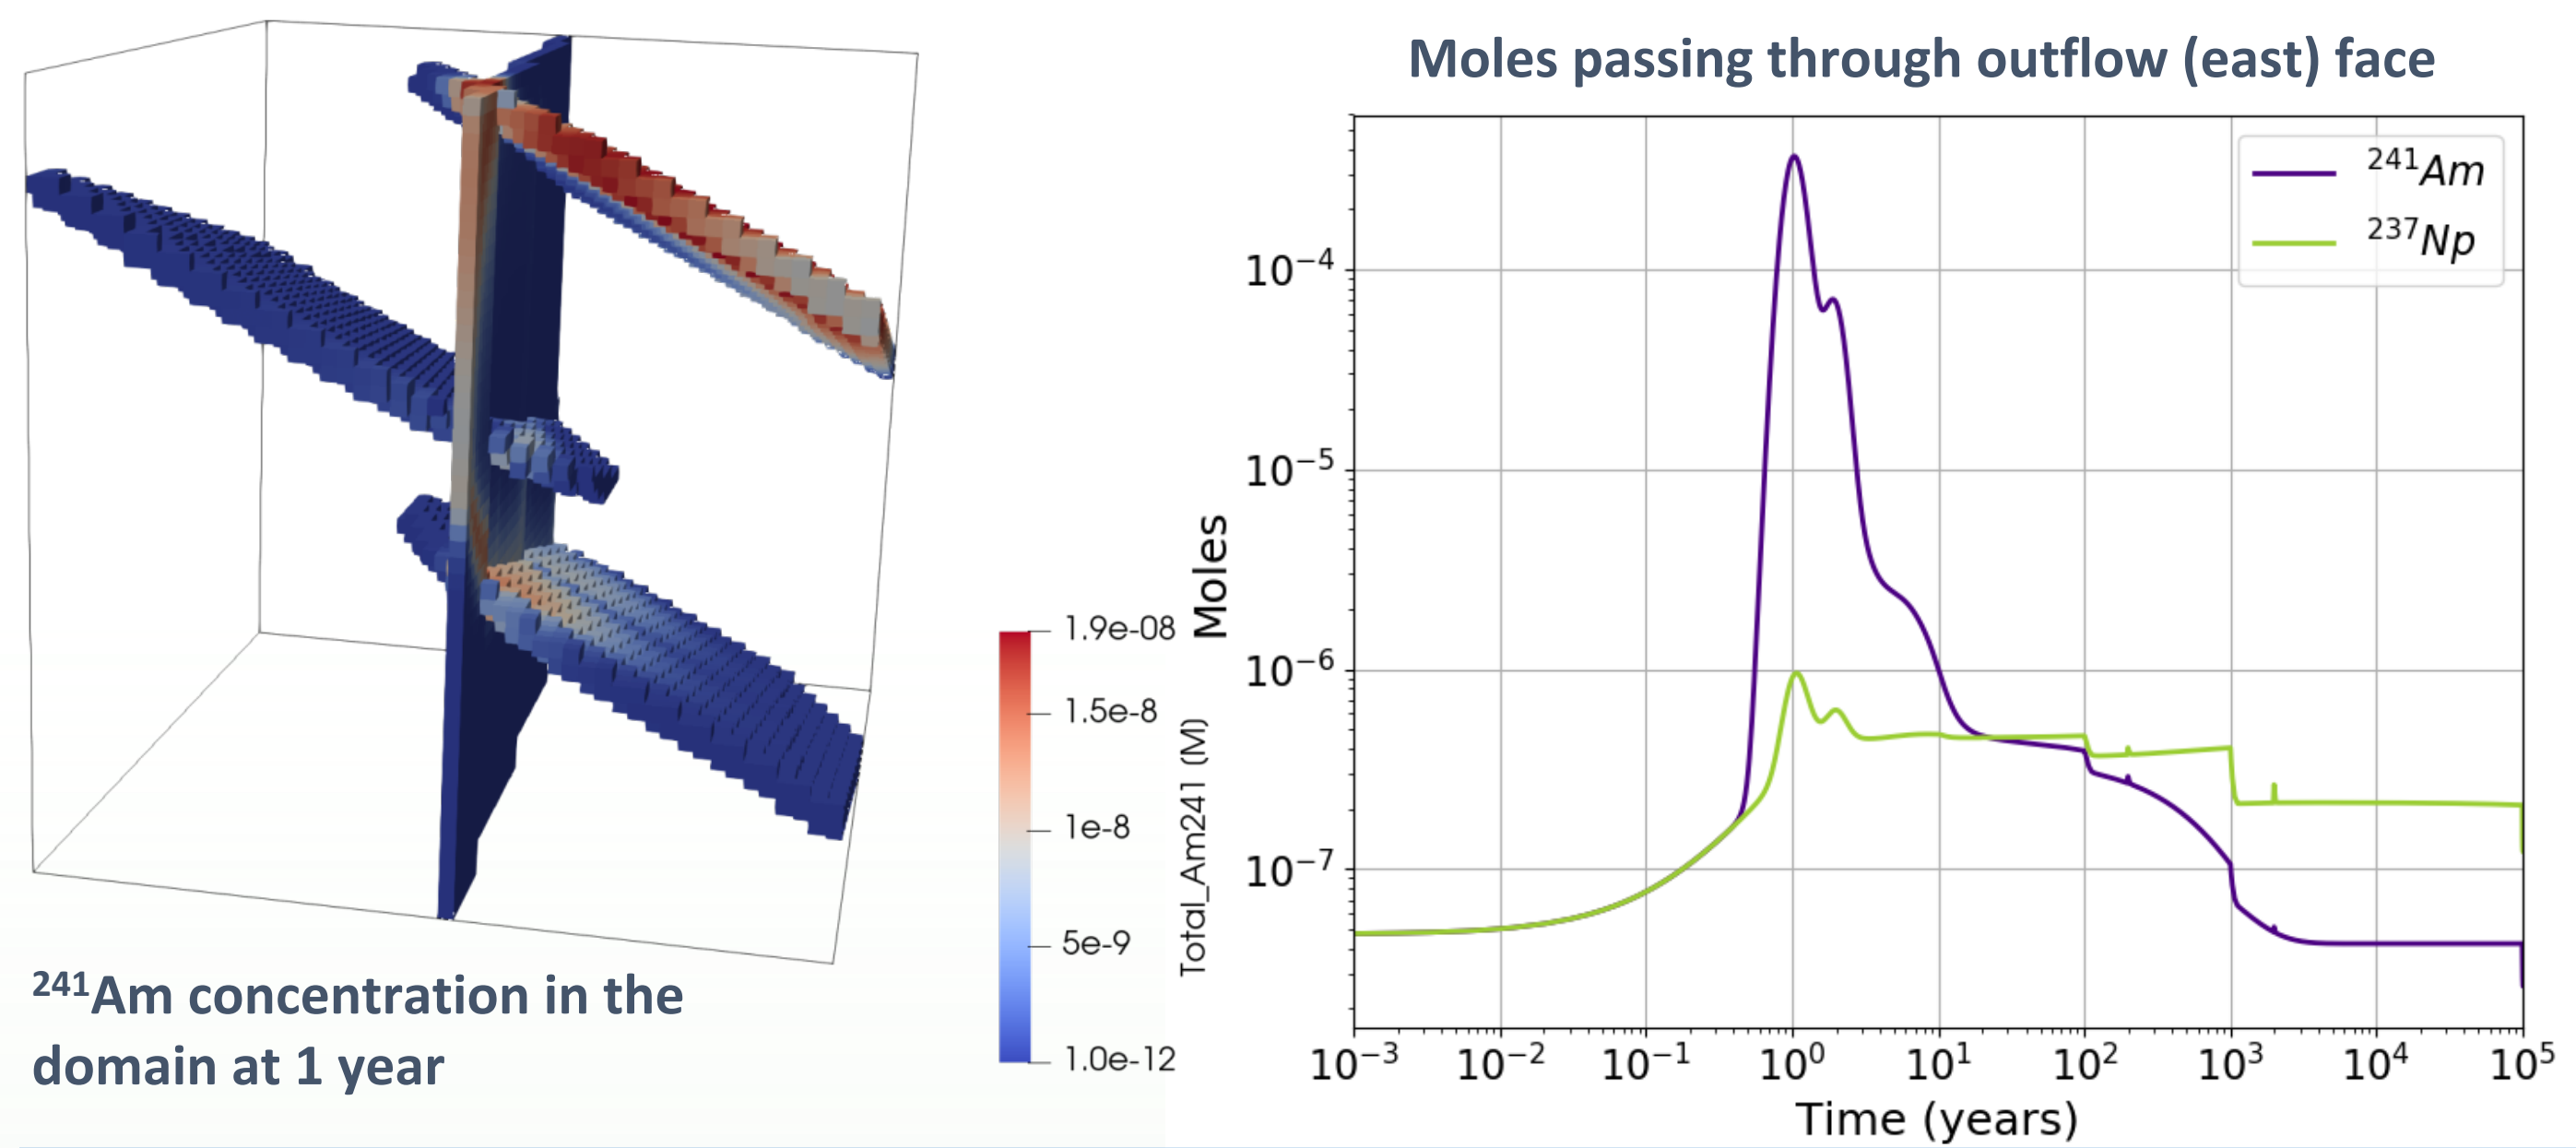 Moles passing through outflow (east) face
²⁴¹Am
²³⁷Np
10⁻⁴
10⁻⁵
10⁻⁶
10⁻⁷
Moles
10⁻³ 10⁻² 10⁻¹ 10⁰ 10¹ 10² 10³ 10⁴ 10⁵
Time (years)
1.9e-08
1.5e-8
1e-8
5e-9
1.0e-12
Total_Am241 (M)
²⁴¹Am concentration in the
domain at 1 year